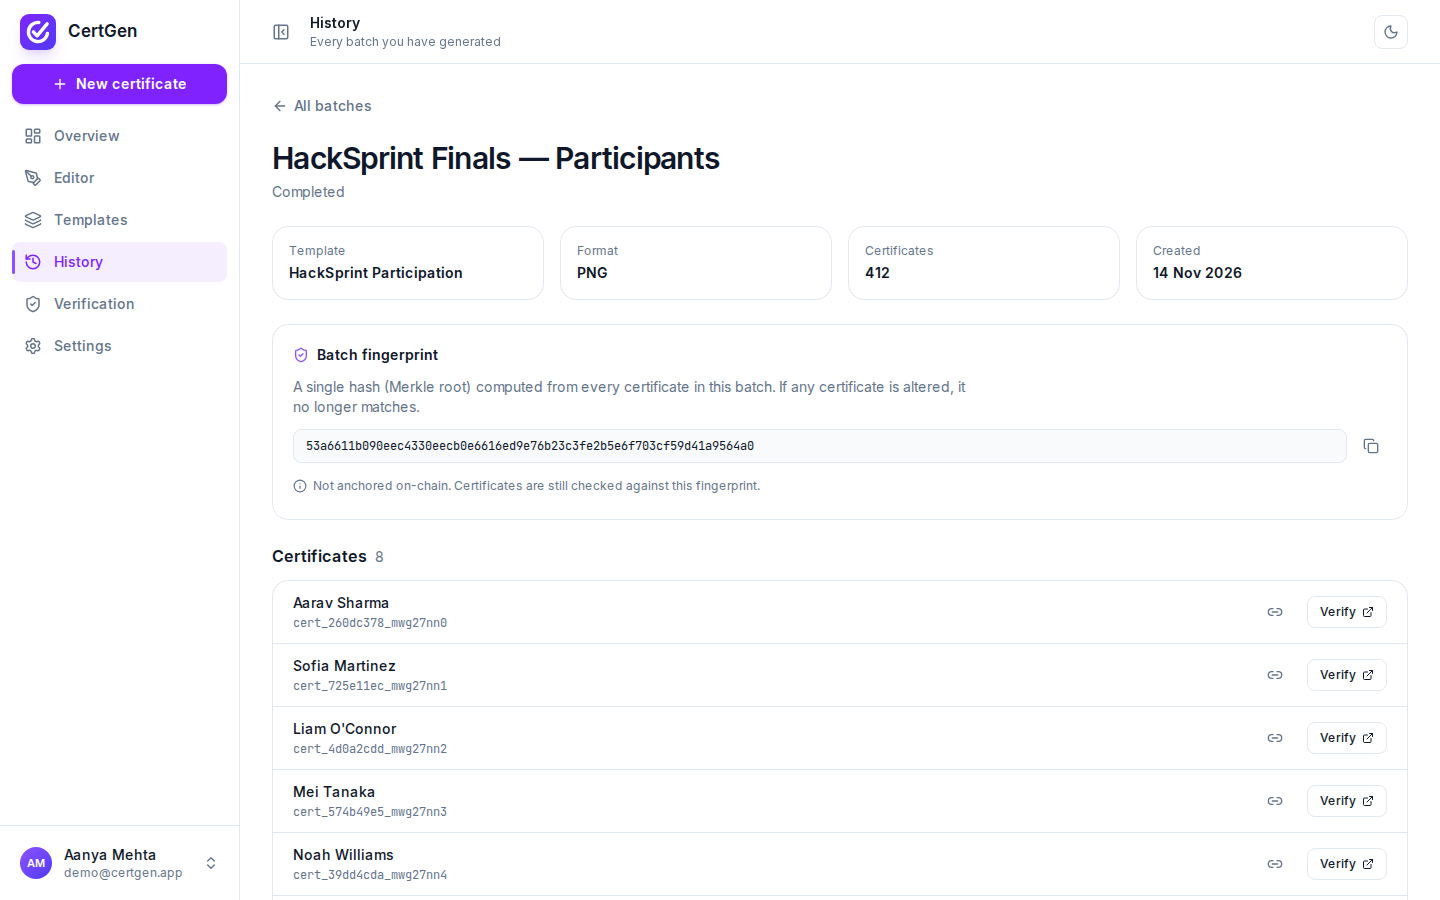 CertGen
New certificate
Overview
Editor
Templates
History
Verification
Settings
AM
Aanya Mehta
demo@certgen.app
History
Every batch you have generated
All batches
HackSprint Finals — Participants
Completed
Template
HackSprint Participation
Format
PNG
Certificates
412
Created
14 Nov 2026
Batch fingerprint
A single hash (Merkle root) computed from every certificate in this batch. If any certificate is altered, it
no longer matches.
53a6611b090eec4330eecb0e6616ed9e76b23c3fe2b5e6f703cf59d41a9564a0
Not anchored on-chain. Certificates are still checked against this fingerprint.
Certificates 8
Aarav Sharma
cert_260dc378_mwg27nn0
Verify
Sofia Martinez
cert_725e11ec_mwg27nn1
Verify
Liam O'Connor
cert_4d0a2cdd_mwg27nn2
Verify
Mei Tanaka
cert_574b49e5_mwg27nn3
Verify
Noah Williams
cert_39dd4cda_mwg27nn4
Verify